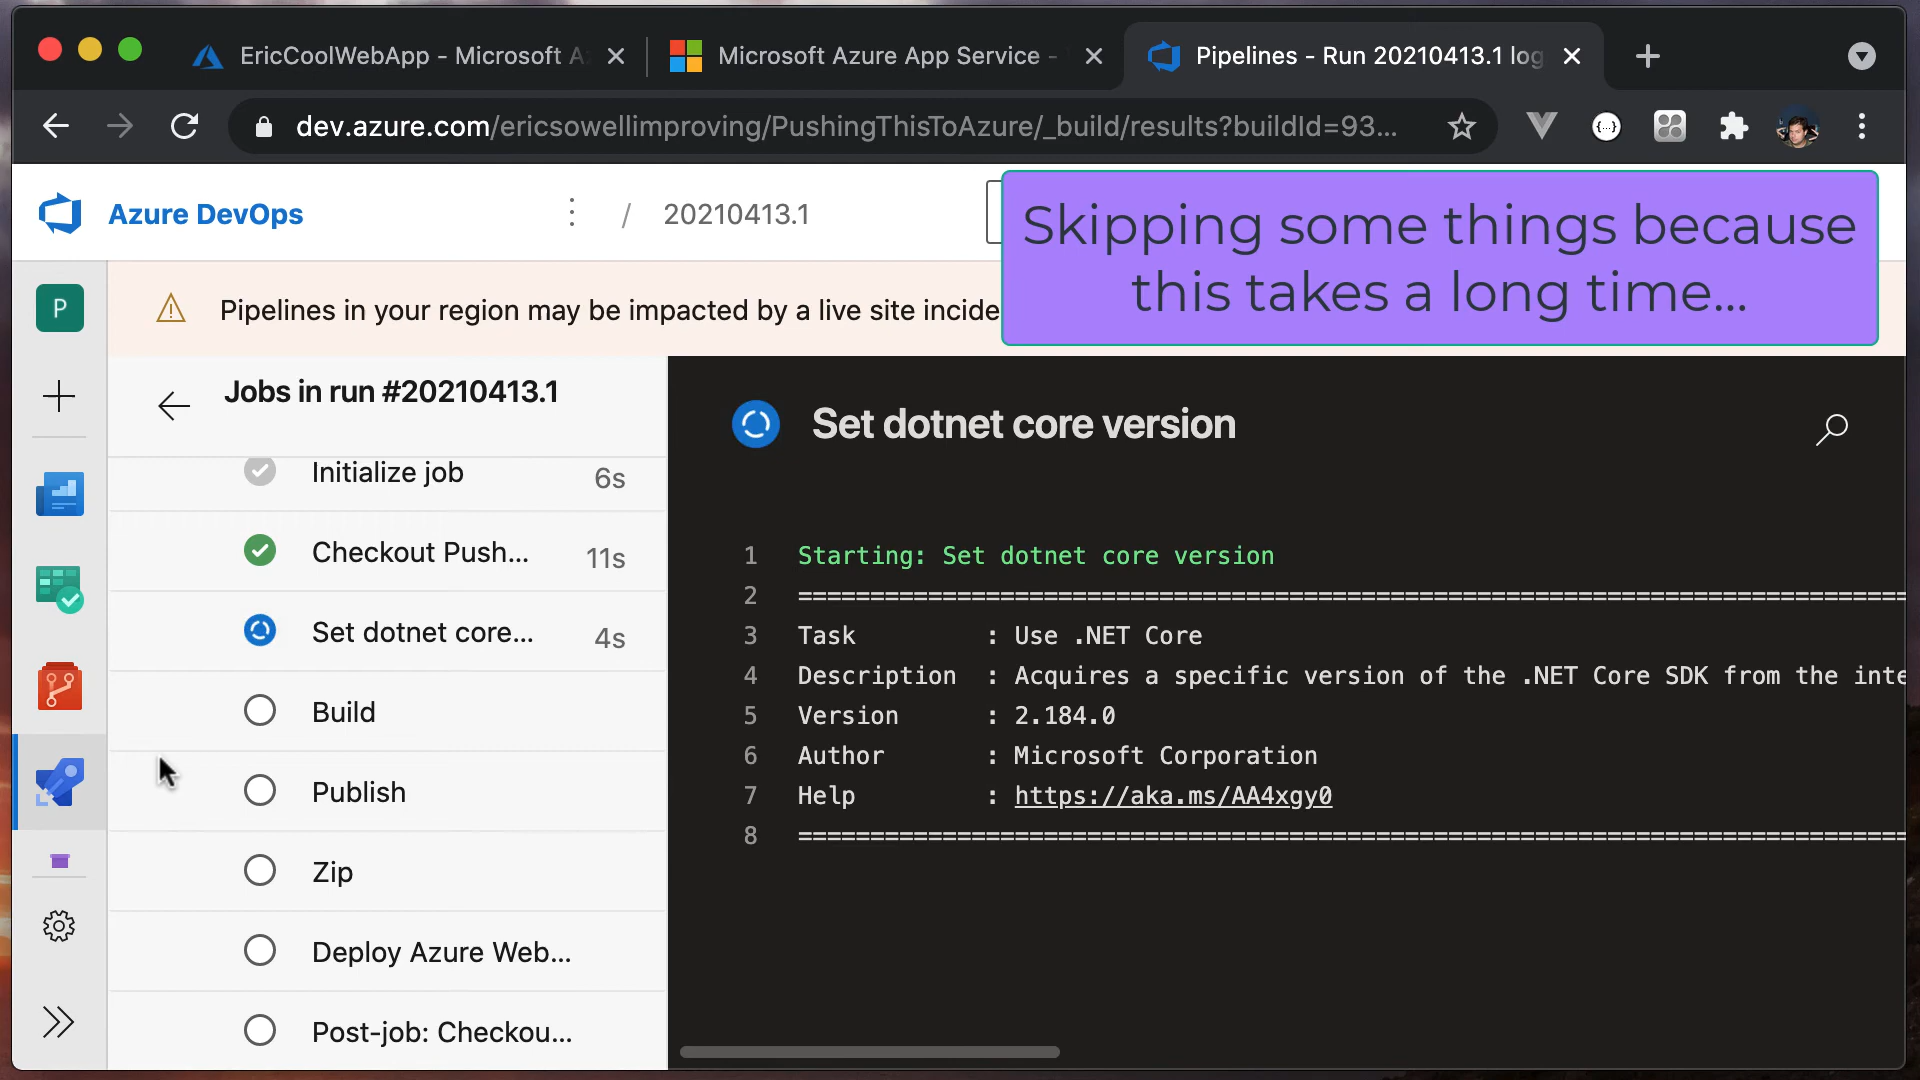 EricCoolWebApp - Microsoft A
Microsoft Azure App Service -
Pipelines - Run 20210413.1 log
dev.azure.com/ericsowellimproving/PushingThisToAzure/_build/results?buildId=93...
Azure DevOps
/ 20210413.1
Skipping some things because
this takes a long time...
P
Pipelines in your region may be impacted by a live site incide
Jobs in run #20210413.1
Initialize job 6s
Checkout Push... 11s
Set dotnet core... 4s
Build
Publish
Zip
Deploy Azure Web...
Post-job: Checkou...
Set dotnet core version
1 Starting: Set dotnet core version
2 ==============================================================================
3 Task : Use .NET Core
4 Description : Acquires a specific version of the .NET Core SDK from the inte
5 Version : 2.184.0
6 Author : Microsoft Corporation
7 Help : https://aka.ms/AA4xgy0
8 ==============================================================================